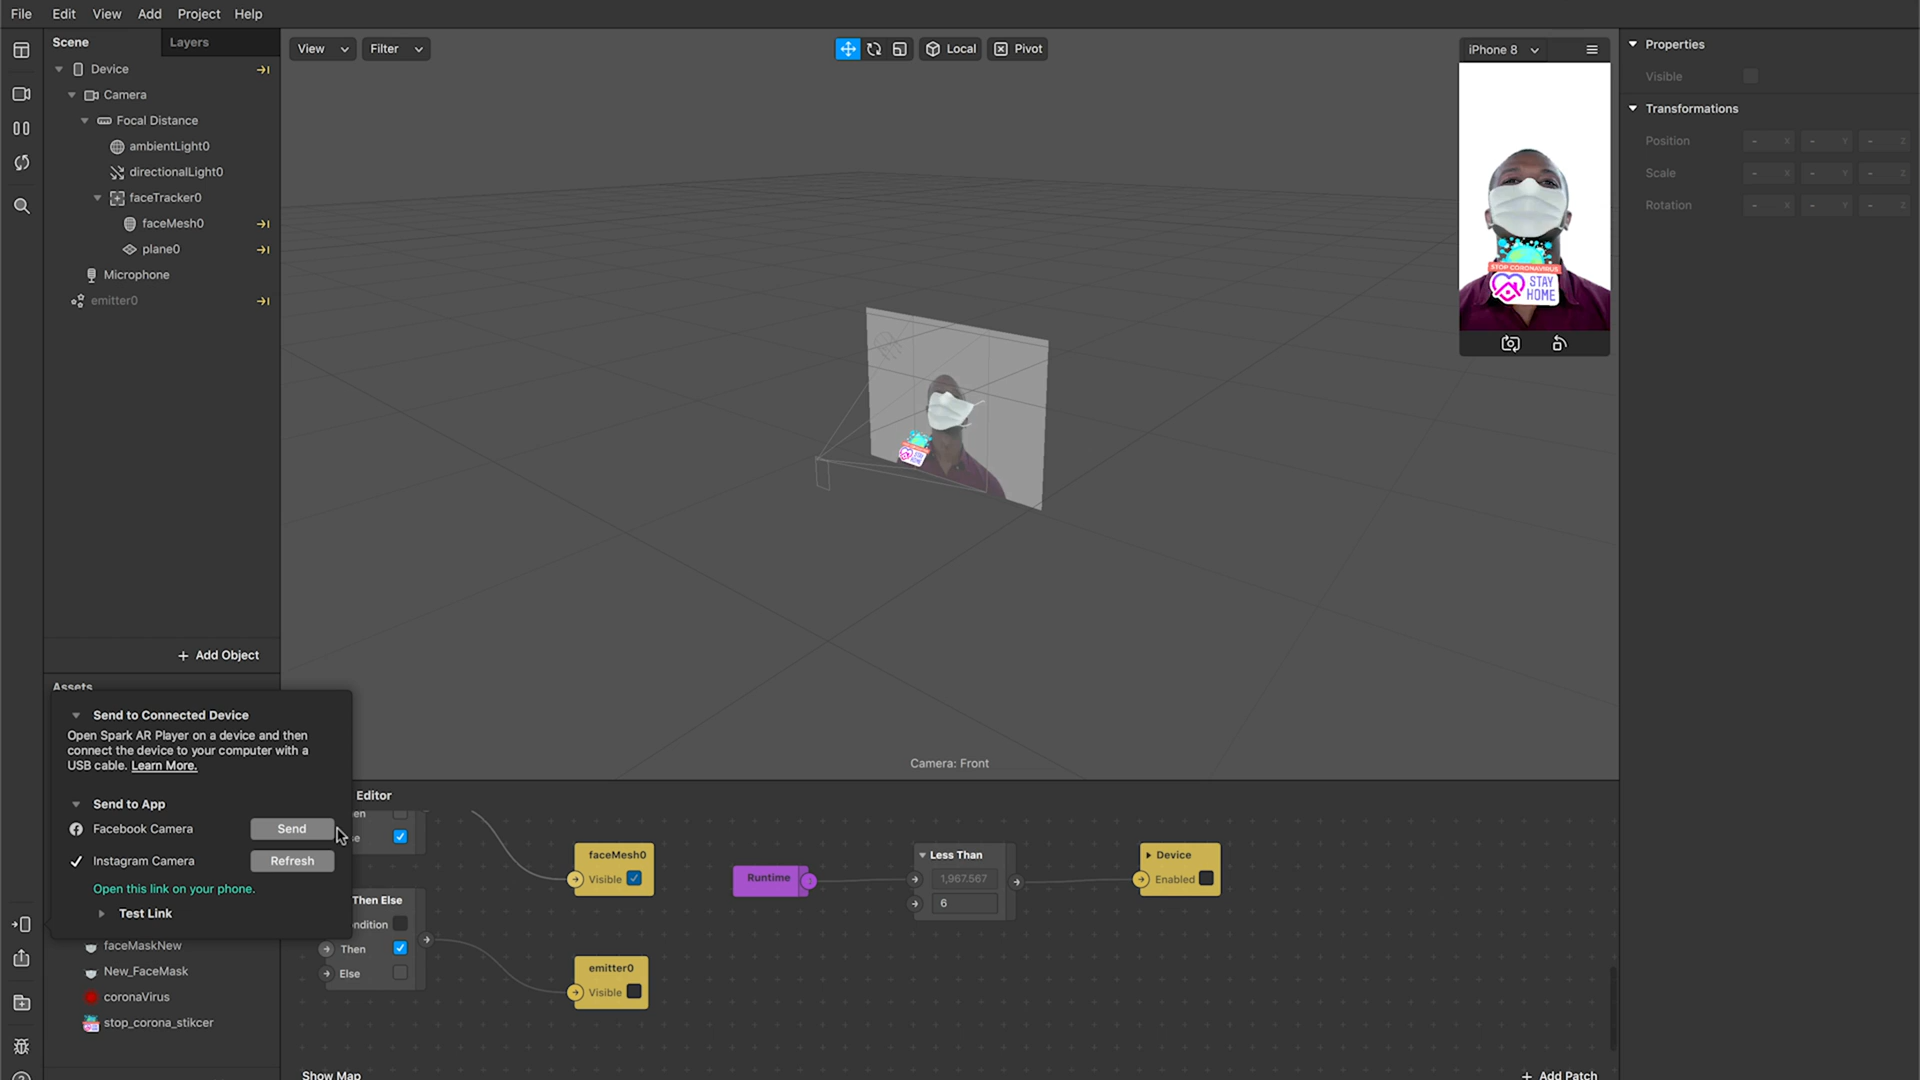 File Edit View Add Project Help
Scene Layers
Device
Camera
Focal Distance
ambientLight0
directionalLight0
faceTracker0
faceMesh0
plane0
Microphone
emitter0
+ Add Object
Assets
View Filter
Local Pivot
iPhone 8
STOP CORONAVIRUS
STAY
HOME
Camera: Front
Properties
Visible
Transformations
Position - X - Y - Z
Scale - X - Y - Z
Rotation - X - Y - Z
Send to Connected Device
Open Spark AR Player on a device and then
connect the device to your computer with a
USB cable. Learn More.
Send to App
Facebook Camera Send
Instagram Camera Refresh
Open this link on your phone.
Test Link
faceMaskNew
New_FaceMask
coronaVirus
stop_corona_stikcer
Editor
en
se
Then Else
ndition
Then
Else
faceMesh0
Visible
emitter0
Visible
Runtime
Less Than
1,967.567
6
Device
Enabled
Show Map
+ Add Patch